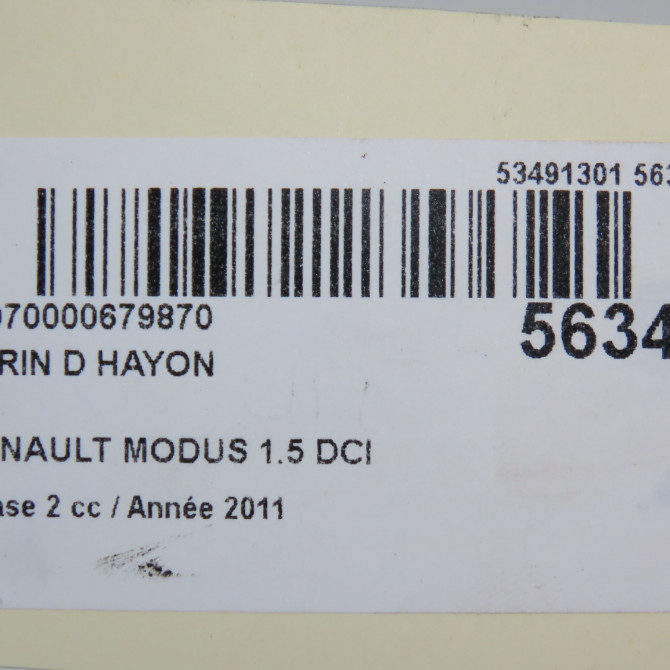 53491301 563
070000679870
5634
RIN D HAYON
NAULT MODUS 1.5 DCI
ase 2 cc / Année 2011